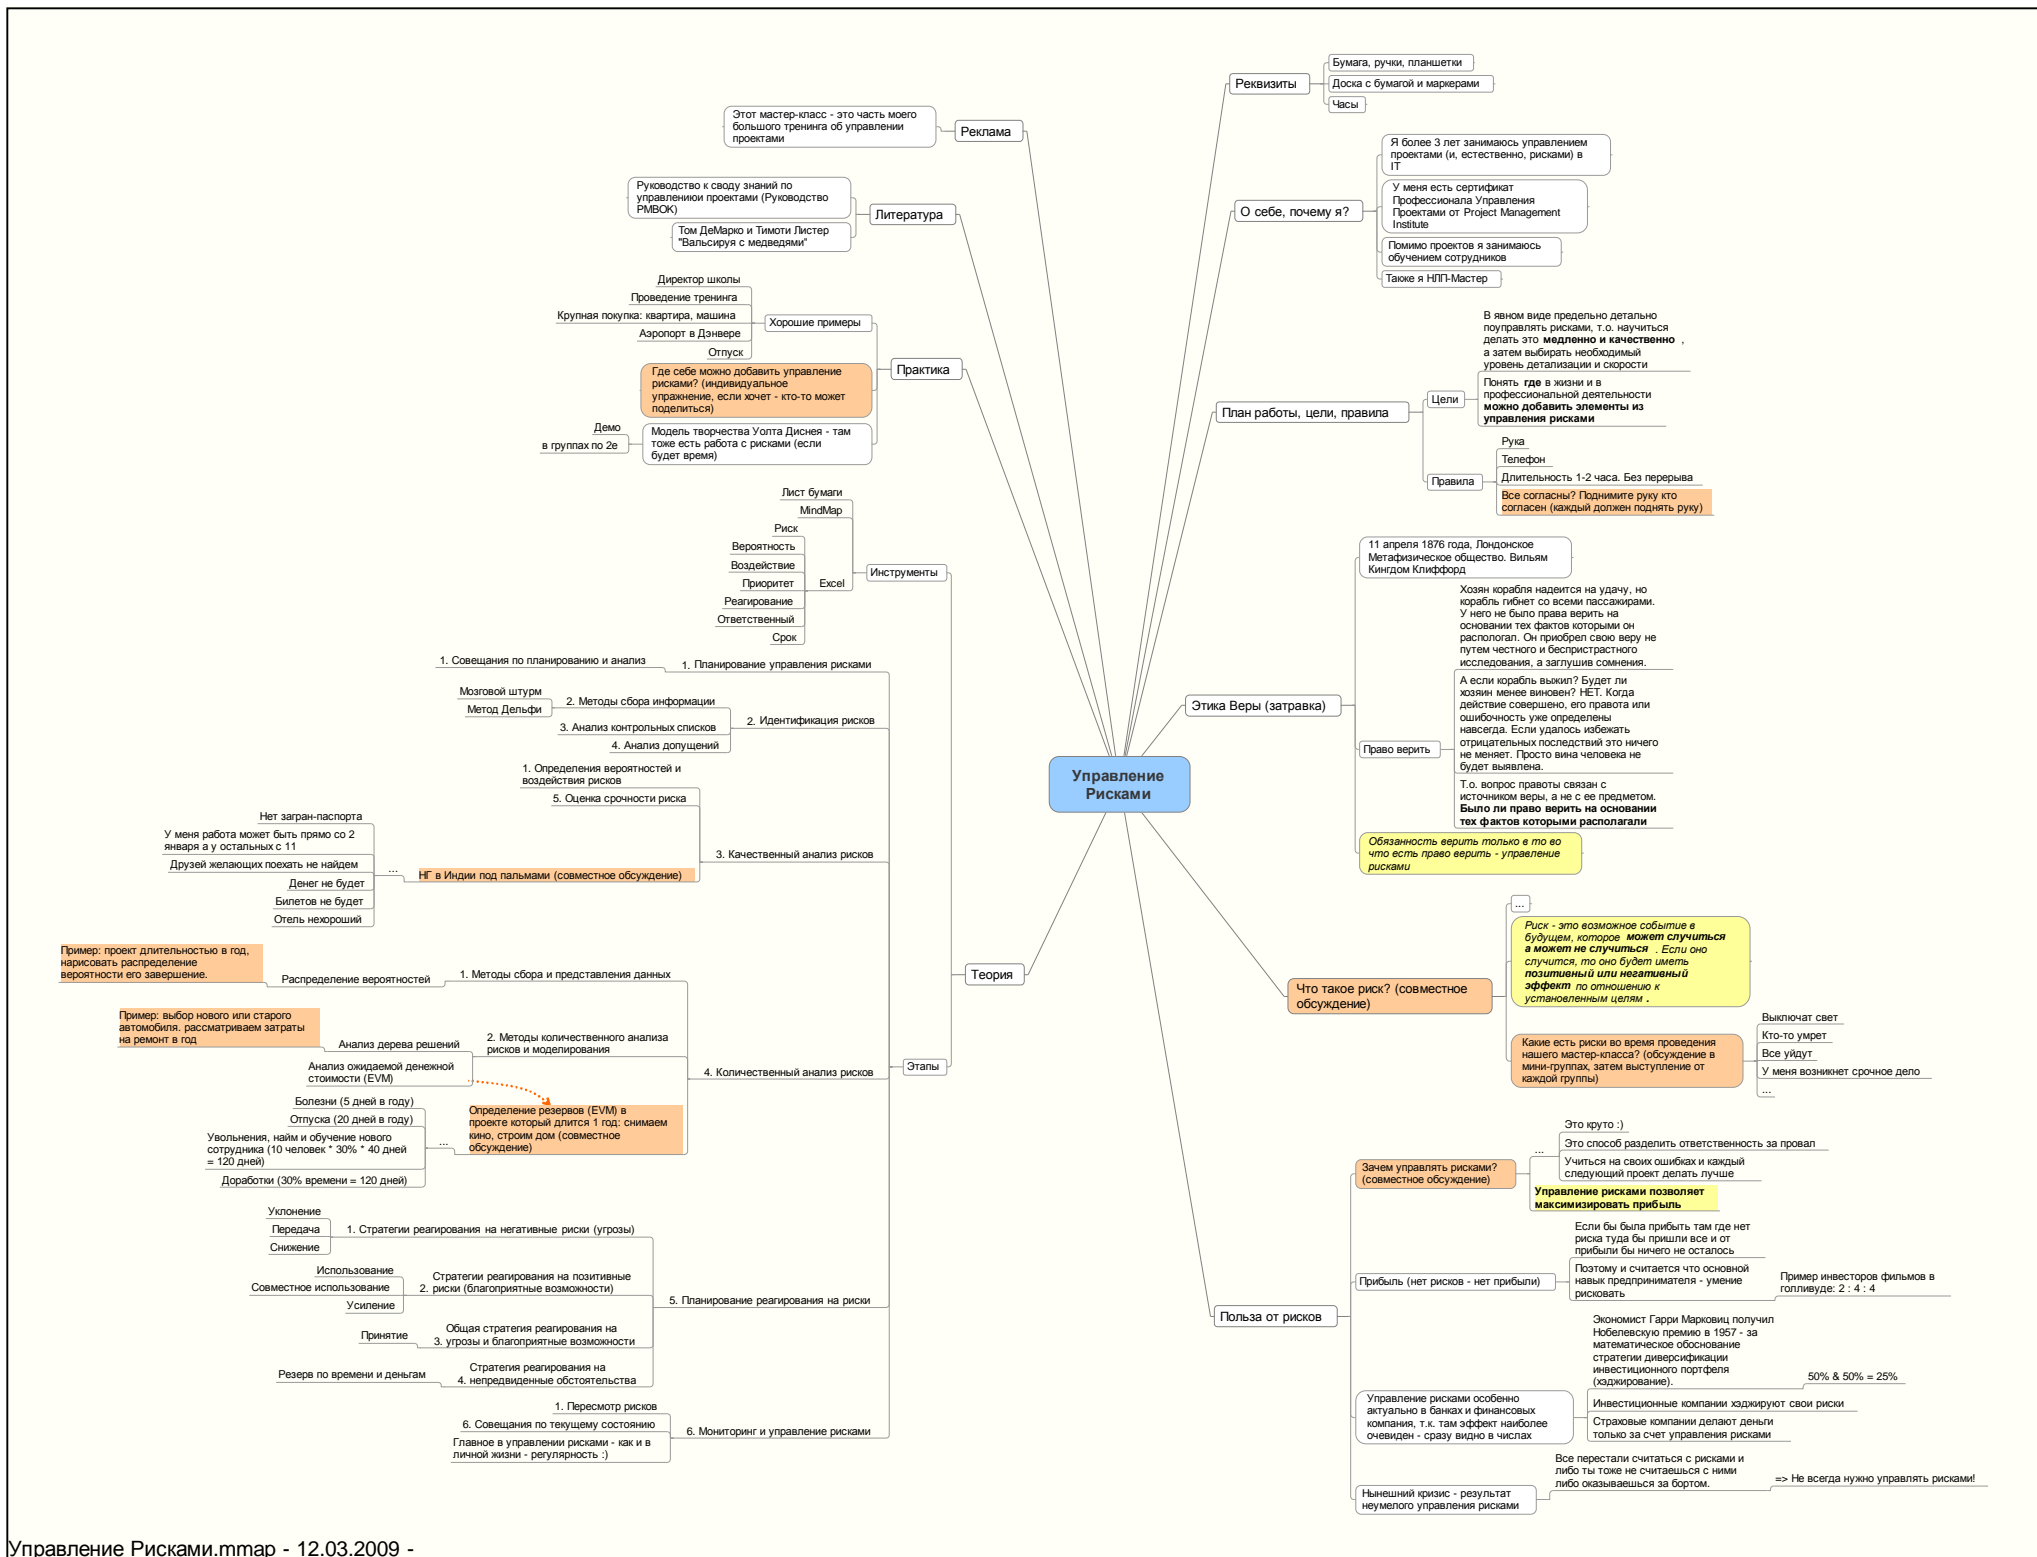 Управление
Рисками
Реквизиты
Бумага, ручки, планшетки
Доска с бумагой и маркерами
Часы
О себе, почему я?
Я более 3 лет занимаюсь управлением
проектами (и, естественно, рисками) в
IT
У меня есть сертификат
Профессионала Управления
Проектами от Project Management
Institute
Помимо проектов я занимаюсь
обучением сотрудников
Также я НЛП-Мастер
План работы, цели, правила
Цели
В явном виде предельно детально
поуправлять рисками, т.о. научиться
делать это медленно и качественно ,
а затем выбирать необходимый
уровень детализации и скорости
Понять где в жизни и в
профессиональной деятельности
можно добавить элементы из
управления рисками
Правила
Рука
Телефон
Длительность 1-2 часа. Без перерыва
Все согласны? Поднимите руку кто
согласен (каждый должен поднять руку)
Этика Веры (затравка)
11 апреля 1876 года, Лондонское
Метафизическое общество. Вильям
Кингдом Клиффорд
Право верить
Хозян корабля надеится на удачу, но
корабль гибнет со всеми пассажирами.
У него не было права верить на
основании тех фактов которыми он
распологал. Он приобрел свою веру не
путем честного и беспристрастного
исследования, а заглушив сомнения.
А если корабль выжил? Будет ли
хозяин менее виновен? НЕТ. Когда
действие совершено, его правота или
ошибочность уже определены
навсегда. Если удалось избежать
отрицательных последствий это ничего
не меняет. Просто вина человека не
будет выявлена.
Т.о. вопрос правоты связан с
источником веры, а не с ее предметом.
Было ли право верить на основании
тех фактов которыми располагали
Обязанность верить только в то во
что есть право верить - управление
рисками
Что такое риск? (совместное
обсуждение)
...
Риск - это возможное событие в
будущем, которое может случиться
а может не случиться . Если оно
случится, то оно будет иметь
позитивный или негативный
эффект по отношению к
установленным целям .
Какие есть риски во время проведения
нашего мастер-класса? (обсуждение в
мини-группах, затем выступление от
каждой группы)
Выключат свет
Кто-то умрет
Все уйдут
У меня возникнет срочное дело
...
Польза от рисков
Зачем управлять рисками?
(совместное обсуждение)
...
Это круто :)
Это способ разделить ответственность за провал
Учиться на своих ошибках и каждый
следующий проект делать лучше
Управление рисками позволяет
максимизировать прибыль
Прибыль (нет рисков - нет прибыли)
Если бы была прибыть там где нет
риска туда бы пришли все и от
прибыли бы ничего не осталось
Поэтому и считается что основной
навык предпринимателя - умение
рисковать
Пример инвесторов фильмов в
голливуде: 2 : 4 : 4
Управление рисками особенно
актуально в банках и финансовых
компания, т.к. там эффект наиболее
очевиден - сразу видно в числах
Экономист Гарри Марковиц получил
Нобелевскую премию в 1957 - за
математическое обоснование
стратегии диверсификации
инвестиционного портфеля
(хэджирование).
50% & 50% = 25%
Инвестиционные компании хэджируют свои риски
Страховые компании делают деньги
только за счет управления рисками
Нынешний кризис - результат
неумелого управления рисками
Все перестали считаться с рисками и
либо ты тоже не считаешься с ними
либо оказываешься за бортом.
=> Не всегда нужно управлять рисками!
Реклама
Этот мастер-класс - это часть моего
большого тренинга об управлении
проектами
Литература
Руководство к своду знаний по
управлениюи проектами (Руководство
PMBOK)
Том ДеМарко и Тимоти Листер
"Вальсируя с медведями"
Практика
Хорошие примеры
Директор школы
Проведение тренинга
Крупная покупка: квартира, машина
Аэропорт в Дэнвере
Отпуск
Где себе можно добавить управление
рисками? (индивидуальное
упражнение, если хочет - кто-то может
поделиться)
Модель творчества Уолта Диснея - там
тоже есть работа с рисками (если
будет время)
Демо
в группах по 2е
Теория
Инструменты
Лист бумаги
MindMap
Excel
Риск
Вероятность
Воздействие
Приоритет
Реагирование
Ответственный
Срок
Этапы
1. Планирование управления рисками
1. Совещания по планированию и анализ
2. Идентификация рисков
2. Методы сбора информации
Мозговой штурм
Метод Дельфи
3. Анализ контрольных списков
4. Анализ допущений
3. Качественный анализ рисков
1. Определения вероятностей и
воздействия рисков
5. Оценка срочности риска
НГ в Индии под пальмами (совместное обсуждение)
...
Нет загран-паспорта
У меня работа может быть прямо со 2
января а у остальных с 11
Друзей желающих поехать не найдем
Денег не будет
Билетов не будет
Отель нехороший
4. Количественный анализ рисков
1. Методы сбора и представления данных
Распределение вероятностей
Пример: проект длительностью в год,
нарисовать распределение
вероятности его завершение.
2. Методы количественного анализа
рисков и моделирования
Анализ дерева решений
Пример: выбор нового или старого
автомобиля. рассматриваем затраты
на ремонт в год
Анализ ожидаемой денежной
стоимости (EVM)
Определение резервов (EVM) в
проекте который длится 1 год: снимаем
кино, строим дом (совместное
обсуждение)
...
Болезни (5 дней в году)
Отпуска (20 дней в году)
Увольнения, найм и обучение нового
сотрудника (10 человек * 30% * 40 дней
= 120 дней)
Доработки (30% времени = 120 дней)
5. Планирование реагирования на риски
1. Стратегии реагирования на негативные риски (угрозы)
Уклонение
Передача
Снижение
Стратегии реагирования на позитивные
2. риски (благоприятные возможности)
Использование
Совместное использование
Усиление
Общая стратегия реагирования на
3. угрозы и благоприятные возможности
Принятие
Стратегия реагирования на
4. непредвиденные обстоятельства
Резерв по времени и деньгам
6. Мониторинг и управление рисками
1. Пересмотр рисков
6. Совещания по текущему состоянию
Главное в управлении рисками - как и в
личной жизни - регулярность :)
Управление Рисками.mmap - 12.03.2009 -